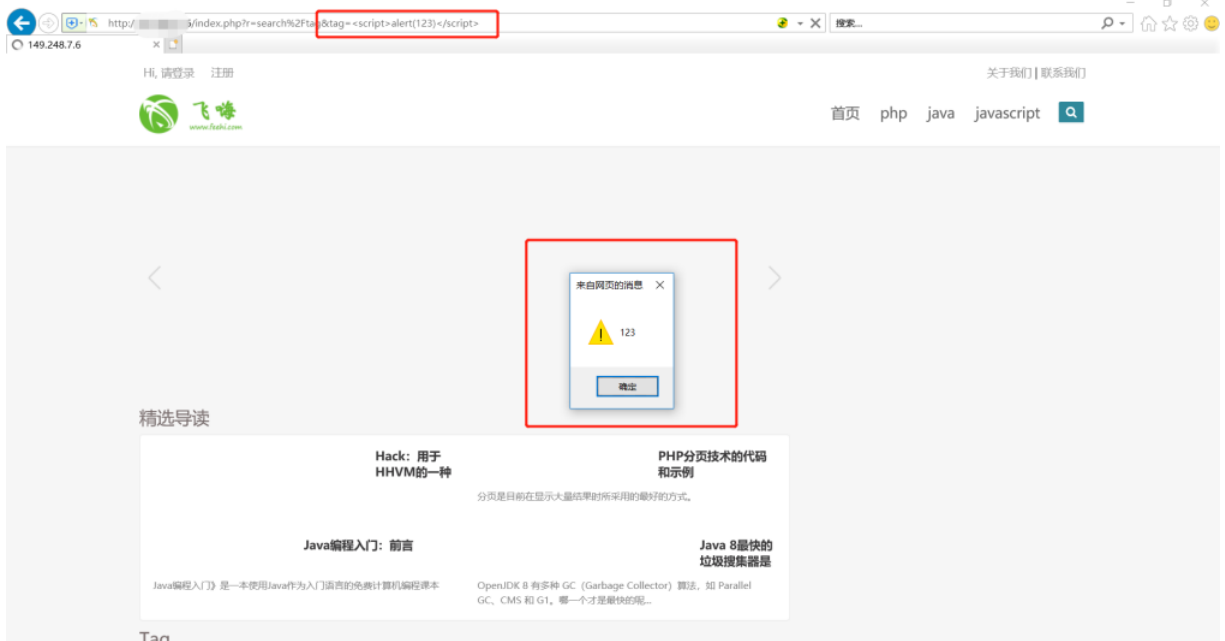 http:/ /index.php?r=search%2Ftag&tag=<script>alert(123)</script>
搜索...
149.248.7.6
Hi, 请登录 注册
关于我们 | 联系我们
飞嗨
www.feehi.com
首页 php java javascript
来自网页的消息
123
确定
精选导读
Hack：用于
HHVM的一种
PHP分页技术的代码
和示例
分页是目前在显示大量结果时所采用的最好的方式。
Java编程入门：前言
Java 8最快的
垃圾搜集器是
Java编程入门》是一本使用Java作为入门语言的免费计算机编程课本
OpenJDK 8 有多种 GC（Garbage Collector）算法，如 Parallel
GC、CMS 和 G1。哪一个才是最快的呢...
Tag